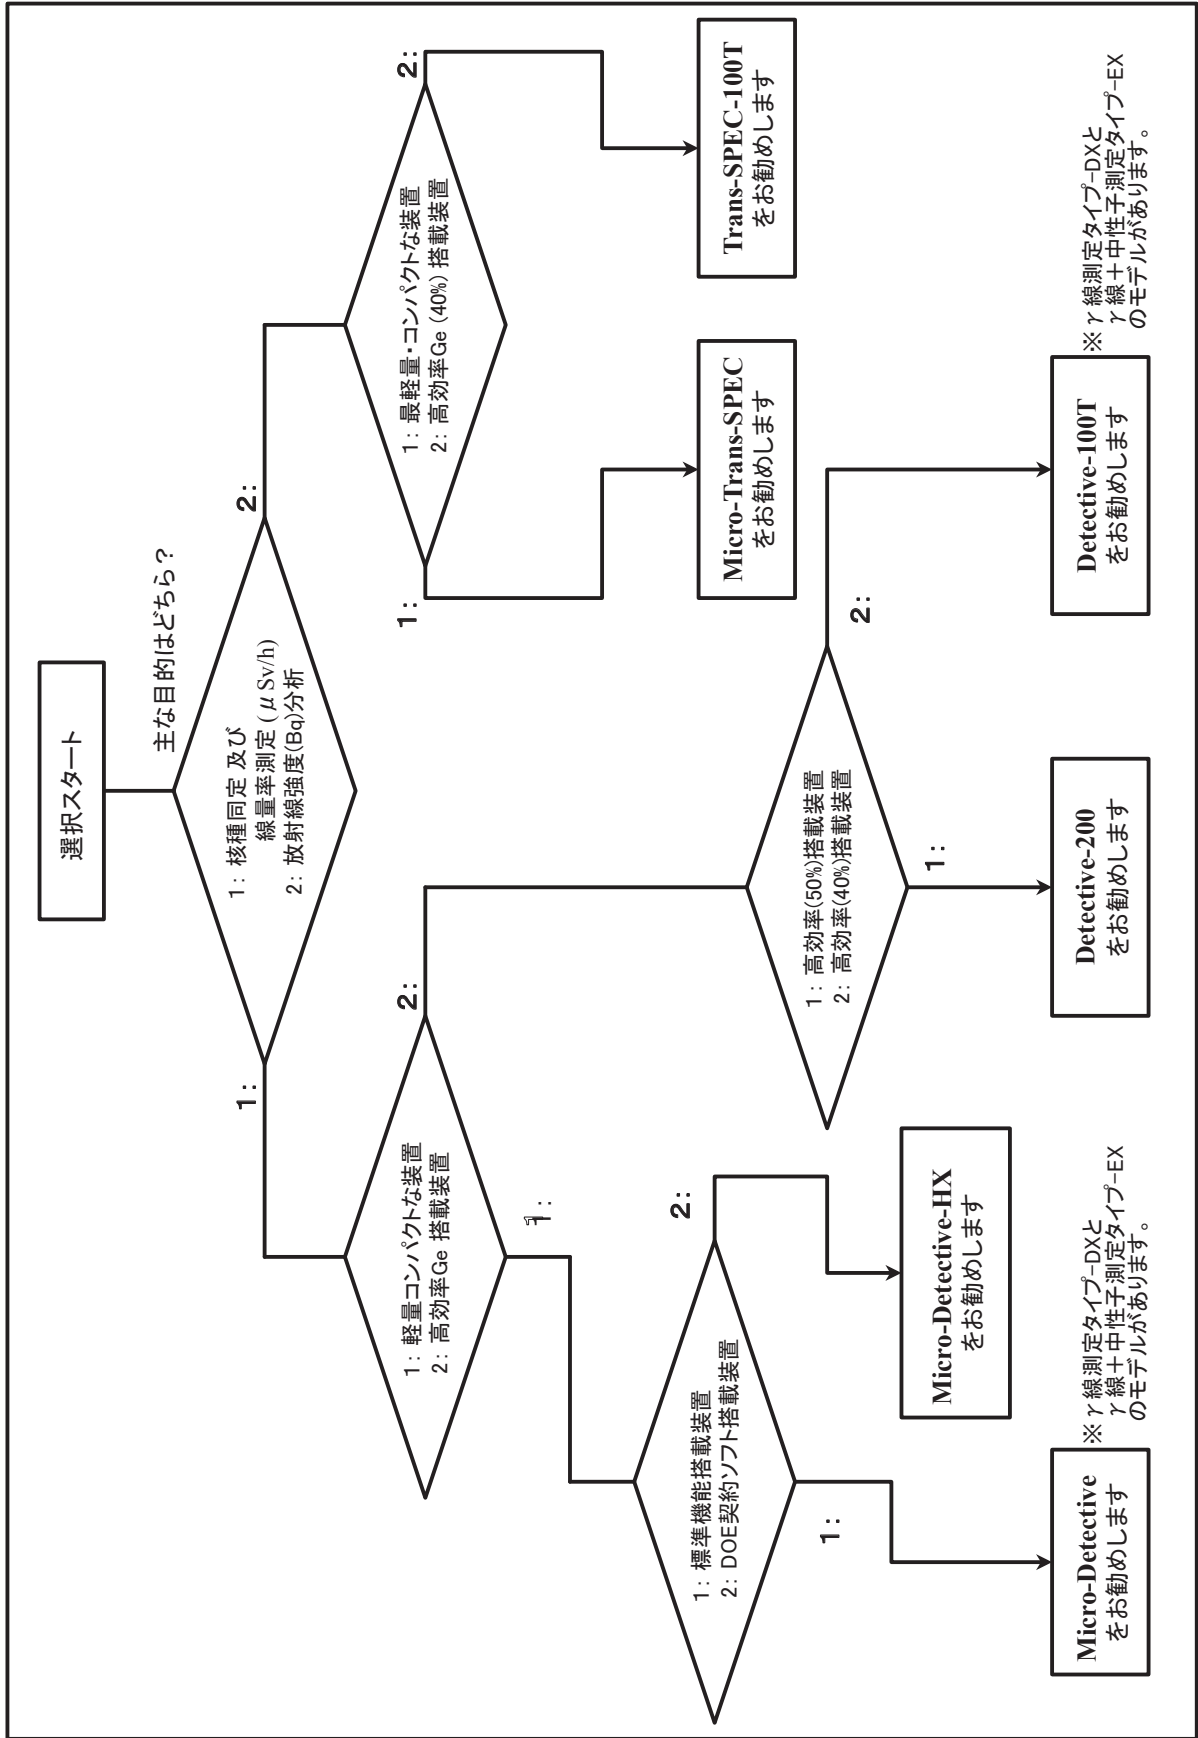 選択スタート
主な目的はどちら？
1: 核種同定 及び
線量率測定 (μSv/h)
2: 放射線強度(Bq)分析
1:
2:
1: 軽量コンパクトな装置
2: 高効率Ge 搭載装置
1:
2:
1: 最軽量・コンパクトな装置
2: 高効率Ge (40%) 搭載装置
1:
2:
1: 標準機能搭載装置
2: DOE契約ソフト搭載装置
1:
2:
1: 高効率(50%)搭載装置
2: 高効率(40%)搭載装置
1:
2:
Micro-Trans-SPEC
をお勧めします
Trans-SPEC-100T
をお勧めします
Micro-Detective-HX
をお勧めします
Micro-Detective
をお勧めします
※γ線測定タイプ-DXと
γ線＋中性子測定タイプ-EX
のモデルがあります。
Detective-200
をお勧めします
Detective-100T
をお勧めします
※γ線測定タイプ-DXと
γ線＋中性子測定タイプ-EX
のモデルがあります。